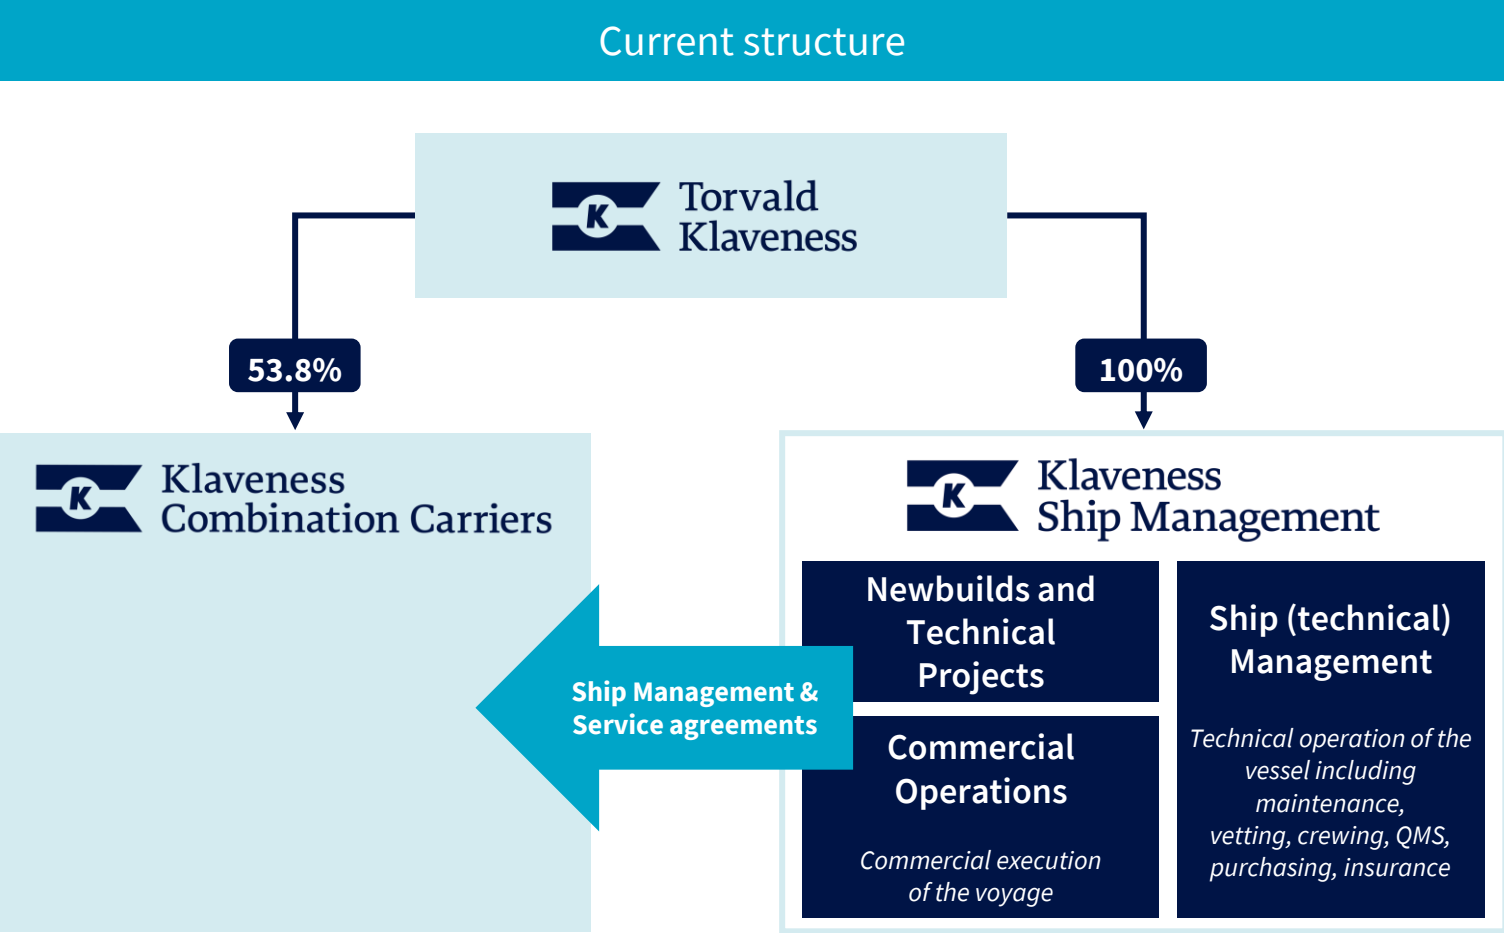 Current structure
K
Torvald
Klaveness
53.8%
100%
K
Klaveness
Combination Carriers
K
Klaveness
Ship Management
Ship Management &
Service agreements
Newbuilds and
Technical
Projects
Commercial
Operations
Commercial execution
of the voyage
Ship (technical)
Management
Technical operation of the
vessel including
maintenance,
vetting, crewing, QMS,
purchasing, insurance